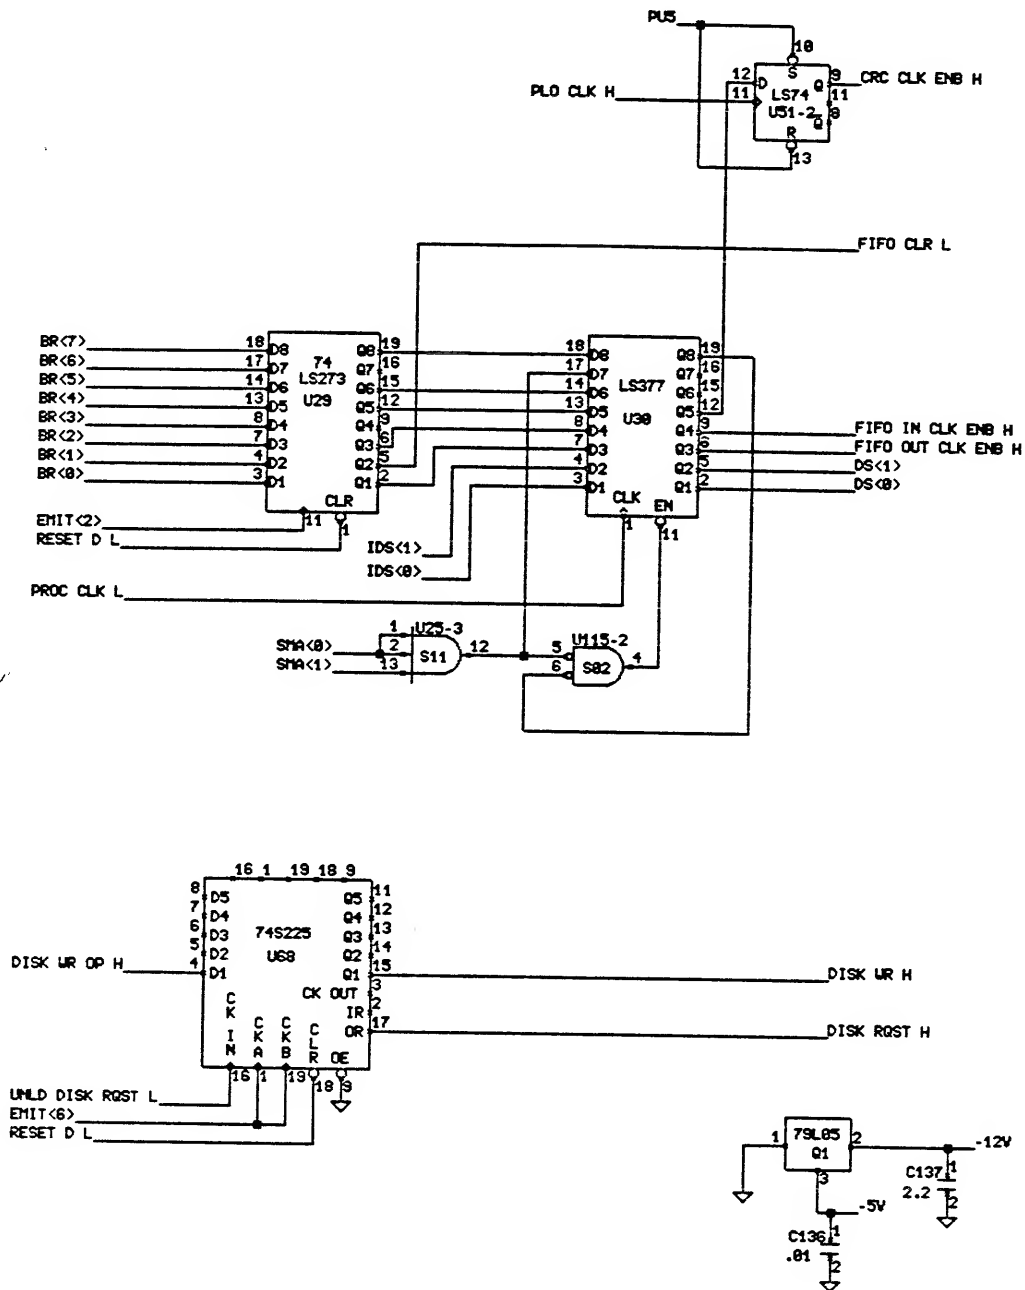 PU5
10
S
12 D Q 9 CRC CLK ENB H
PLO CLK H 11 LS74 11
U51-2 Q 8
R
13
FIFO CLR L
BR<7> 18 D8 74 Q8 19
BR<6> 17 D7 LS273 Q7 16
BR<5> 14 D6 U29 Q6 15
BR<4> 13 D5 Q5 12
BR<3> 8 D4 Q4 9
BR<2> 7 D3 Q3 6
BR<1> 4 D2 Q2 5
BR<0> 3 D1 Q1 2
CLR
EMIT<2> 11
RESET D L 1
18 D8 Q8 19
17 D7 LS377 Q7 16
14 D6 Q6 15
13 D5 U30 Q5 12
8 D4 Q4 9 FIFO IN CLK ENB H
7 D3 Q3 6 FIFO OUT CLK ENB H
4 D2 Q2 5 DS<1>
3 D1 Q1 2 DS<0>
CLK EN
1 11
IDS<1>
IDS<0>
PROC CLK L
U25-3 U115-2
SMA<0> 1
2 S11 12 5 S02 4
SMA<1> 13 6
16 1 19 18 9
8 D5 Q5 11
7 D4 Q4 12
6 D3 74S225 Q3 13
5 D2 U68 Q2 14
DISK WR OP H 4 D1 Q1 15 DISK WR H
CK OUT 3
IR 2
OR 17 DISK RQST H
CK IN CKA CKB CLR OE
16 1 19 18 9
UNLD DISK RQST L
EMIT<6>
RESET D L
1 79L05 2 -12V
Q1
3
C137 1
2.2 2
-5V
C136 1
.01 2